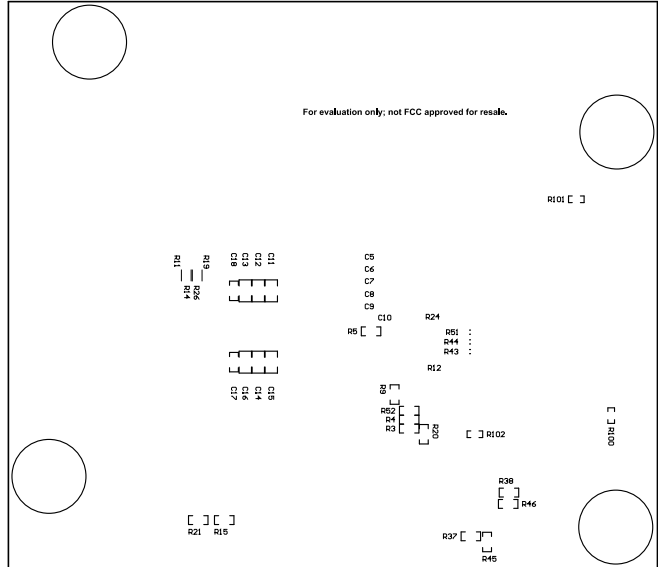 For evaluation only; not FCC approved for resale.
R101
R11
R19
C18
C13
C12
C11
C5
C6
C7
C8
C9
R14
R26
C10
R24
R5
R51
R44
R43
R12
C17
C16
C14
C15
R9
R52
R4
R3
R20
R102
R100
R38
R46
R21
R15
R37
R45